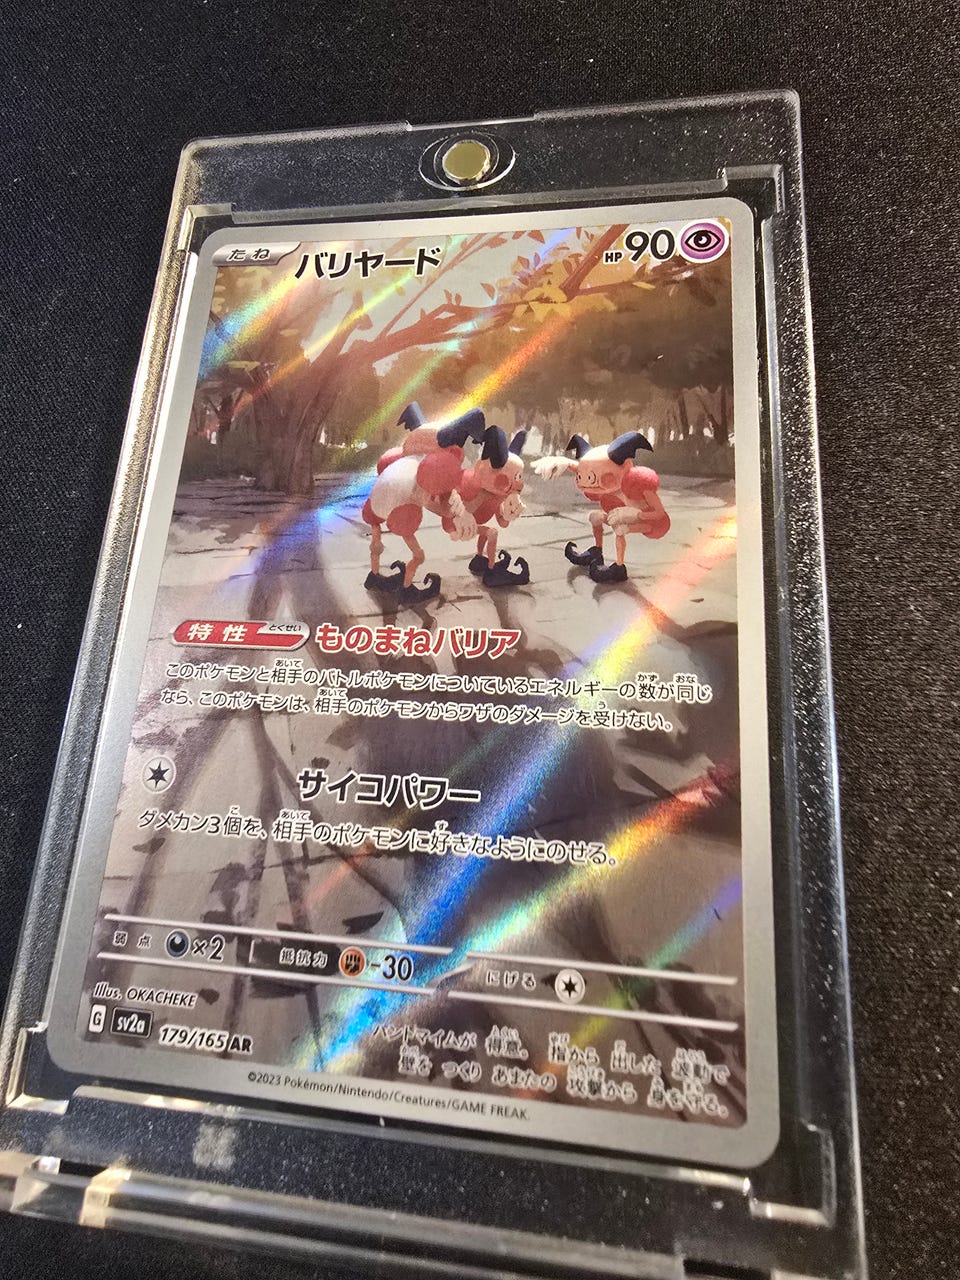 たね バリヤード HP 90
特性 とくせい ものまねバリア
このポケモンと相手のバトルポケモンについているエネルギーの数が同じ
なら、このポケモンは、相手のポケモンからワザのダメージを受けない。
サイコパワー
ダメカン3個を、相手のポケモンに好きなようにのせる。
弱点 ×2 抵抗力 -30 にげる
Illus. OKACHEKE
G sv2a 179/165 AR
パントマイムが 得意。 指から 出した 波動で
壁を つくり あまたの 攻撃から 身を守る。
©2023 Pokémon/Nintendo/Creatures/GAME FREAK.